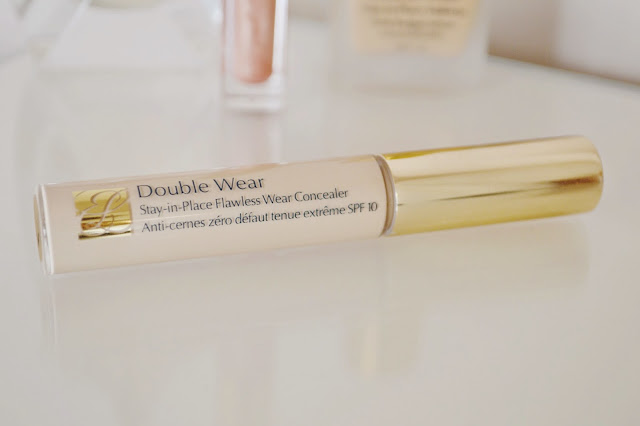 Double Wear
Stay-in-Place Flawless Wear Concealer
Anti-cernes zéro défaut tenue extrême SPF 10